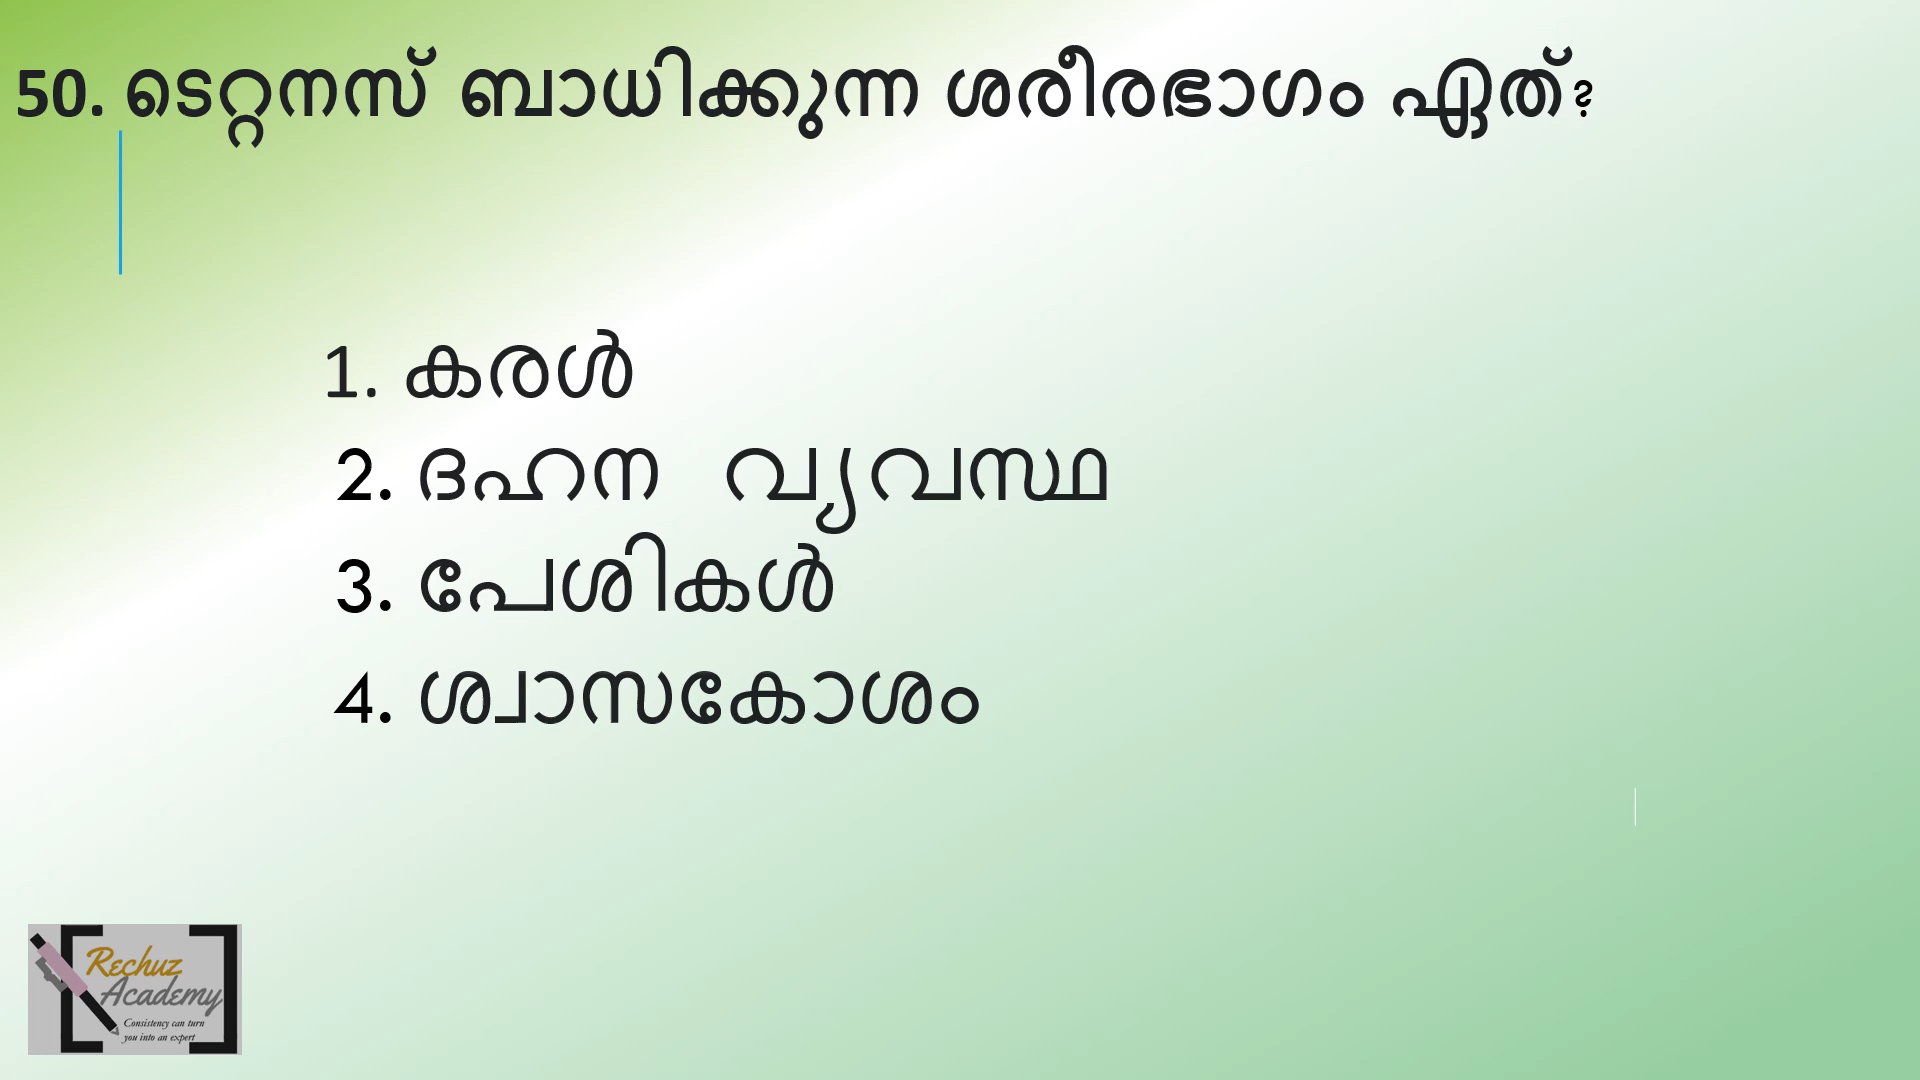 50. ടെറ്റനസ് ബാധിക്കുന്ന ശരീരഭാഗം ഏത്?
1. കരൾ
2. ദഹന വ്യവസ്ഥ
3. പേശികൾ
4. ശ്വാസകോശം
Rechuz
Academy
Consistency can turn
you into an expert